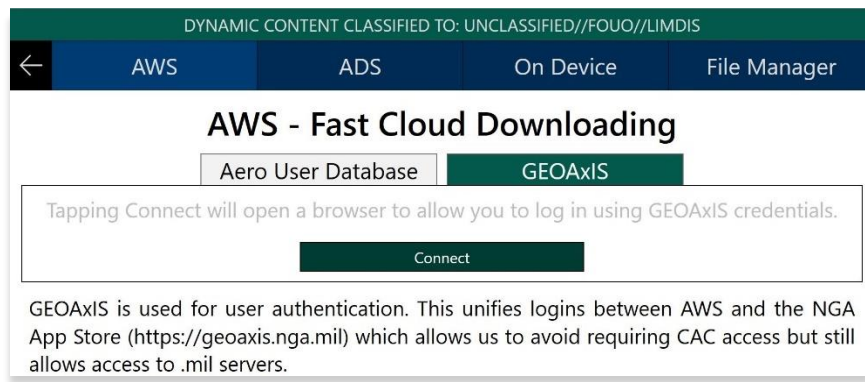 DYNAMIC CONTENT CLASSIFIED TO: UNCLASSIFIED//FOUO//LIMDIS
AWS ADS On Device File Manager
AWS - Fast Cloud Downloading
Aero User Database GEOAxIS
Tapping Connect will open a browser to allow you to log in using GEOAxIS credentials.
Connect
GEOAxIS is used for user authentication. This unifies logins between AWS and the NGA
App Store (https://geoaxis.nga.mil) which allows us to avoid requiring CAC access but still
allows access to .mil servers.